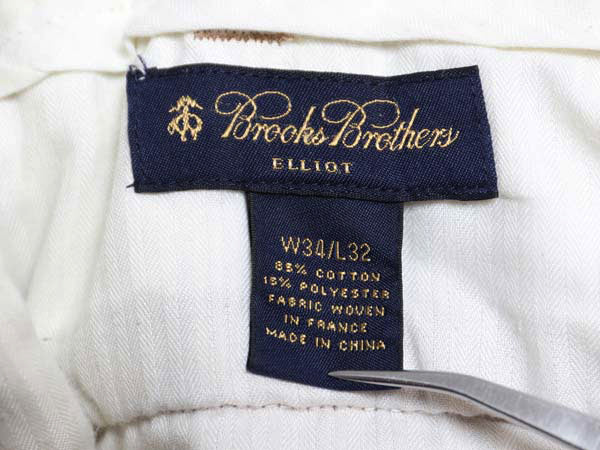 Brooks Brothers
ELLIOT
W34/L32
85% COTTON
15% POLYESTER
FABRIC WOVEN
IN FRANCE
MADE IN CHINA